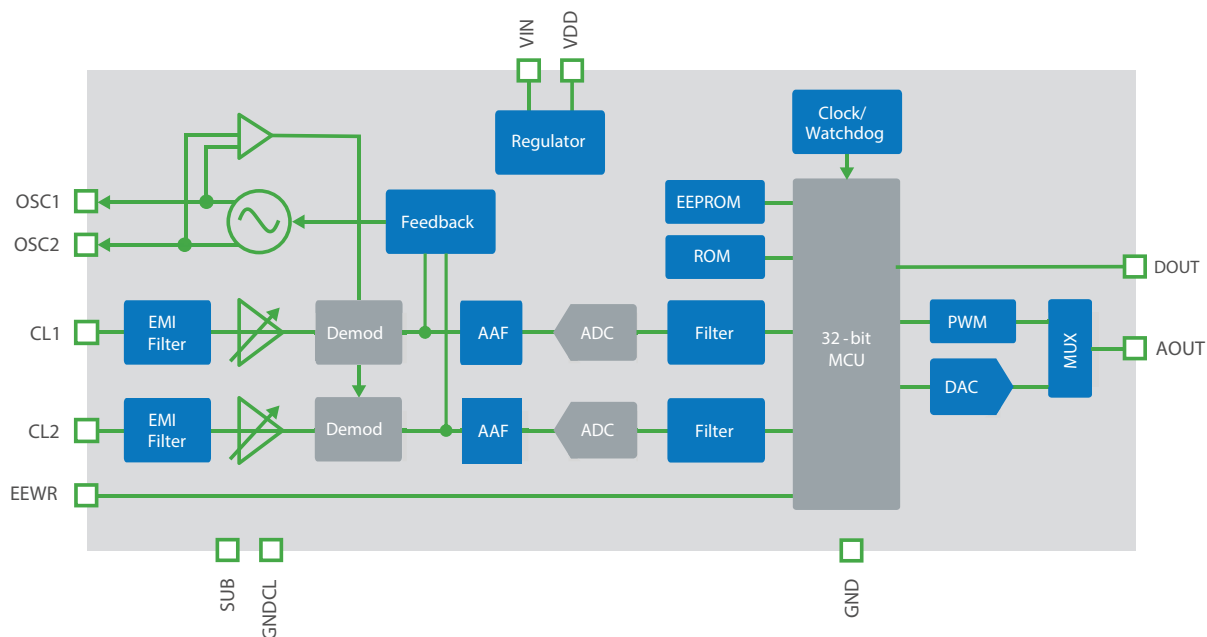 VIN
VDD
Clock/
Watchdog
Regulator
OSC1
EEPROM
Feedback
OSC2
ROM
DOUT
CL1
EMI
Filter
Demod
AAF
ADC
Filter
32-bit
MCU
PWM
MUX
AOUT
DAC
CL2
EMI
Filter
Demod
AAF
ADC
Filter
EEWR
SUB
GNDCL
GND